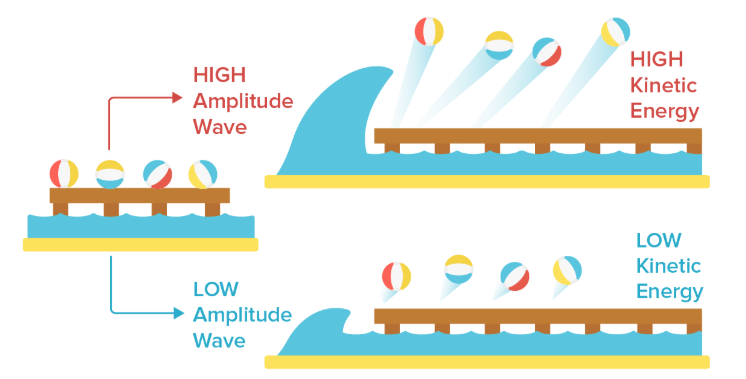 HIGH
Amplitude
Wave
HIGH
Kinetic
Energy
LOW
Amplitude
Wave
LOW
Kinetic
Energy